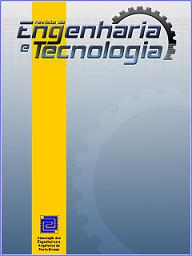 revista de
Engenharia
e Tecnologia
Associação dos
Engenheiros e
Arquitetos de
Ponta Grossa